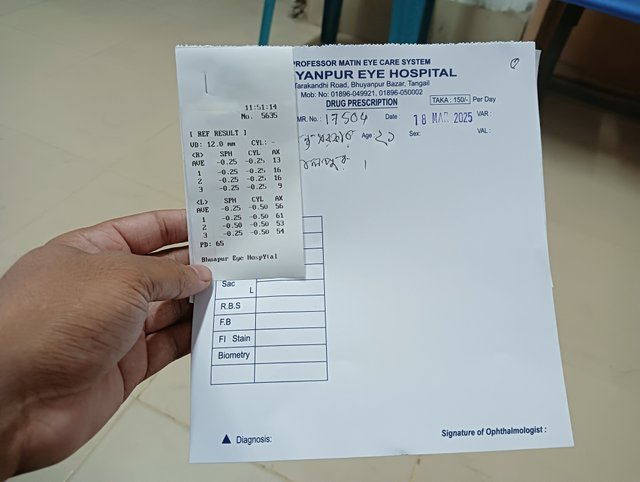 11:51:14
No. 5635
[ REF RESULT ]
VD: 12.0 mm CYL: -
<R> SPH CYL AX
AVE -0.25 -0.25 13
1 -0.25 -0.25 16
2 -0.25 -0.25 16
3 -0.25 -0.25 9
<L> SPH CYL AX
AVE -0.25 -0.50 56
1 -0.25 -0.50 61
2 -0.50 -0.50 53
3 -0.25 -0.50 54
PD: 65
Bhuapur Eye HospYtal
PROFESSOR MATIN EYE CARE SYSTEM
YANPUR EYE HOSPITAL
Tarakandhi Road, Bhuyanpur Bazar, Tangail
Mob: No: 01896-049921, 01896-050002
DRUG PRESCRIPTION
TAKA : 150/- Per Day
MR. No.: 17504 Date 18 MAR 2025 VAR :
Age: ২০ Sex: VAL :
Sac L
R.B.S
F.B
Fl Stain
Biometry
▲ Diagnosis:
Signature of Ophthalmologist :